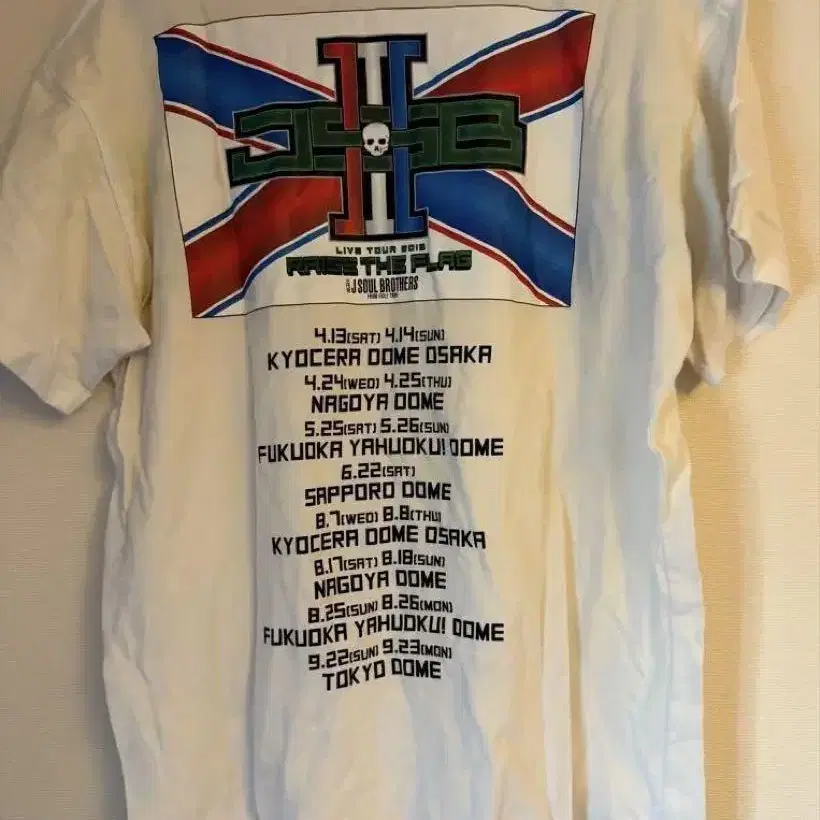 JSB
III
LIVE TOUR 2019
RAISE THE FLAG
J SOUL BROTHERS
4.13(SAT) 4.14(SUN)
KYOCERA DOME OSAKA
4.24(WED) 4.25(THU)
NAGOYA DOME
5.25(SAT) 5.26(SUN)
FUKUOKA YAHUOKU! DOME
6.22(SAT)
SAPPORO DOME
8.7(WED) 8.8(THU)
KYOCERA DOME OSAKA
8.17(SAT) 8.18(SUN)
NAGOYA DOME
8.25(SUN) 8.26(MON)
FUKUOKA YAHUOKU! DOME
9.22(SUN) 9.23(MON)
TOKYO DOME